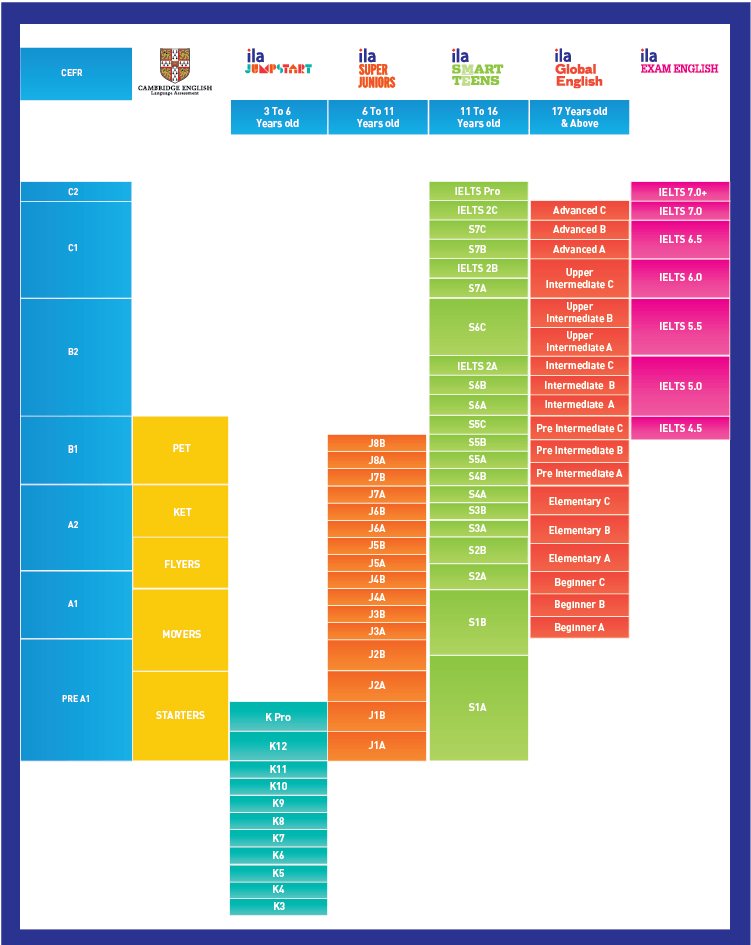 CEFR
CAMBRIDGE ENGLISH
Language Assessment
ila
JUMPSTART
ila
SUPER
JUNIORS
ila
SMART
TEENS
ila
Global
English
ila
EXAM ENGLISH
3 To 6
Years old
6 To 11
Years old
11 To 16
Years old
17 Years old
& Above
C2
C1
B2
B1
A2
A1
PRE A1
PET
KET
FLYERS
MOVERS
STARTERS
K Pro
K12
K11
K10
K9
K8
K7
K6
K5
K4
K3
J8B
J8A
J7B
J7A
J6B
J6A
J5B
J5A
J4B
J4A
J3B
J3A
J2B
J2A
J1B
J1A
IELTS Pro
IELTS 2C
S7C
S7B
IELTS 2B
S7A
S6C
IELTS 2A
S6B
S6A
S5C
S5B
S5A
S4B
S4A
S3B
S3A
S2B
S2A
S1B
S1A
Advanced C
Advanced B
Advanced A
Upper
Intermediate C
Upper
Intermediate B
Upper
Intermediate A
Intermediate C
Intermediate B
Intermediate A
Pre Intermediate C
Pre Intermediate B
Pre Intermediate A
Elementary C
Elementary B
Elementary A
Beginner C
Beginner B
Beginner A
IELTS 7.0+
IELTS 7.0
IELTS 6.5
IELTS 6.0
IELTS 5.5
IELTS 5.0
IELTS 4.5